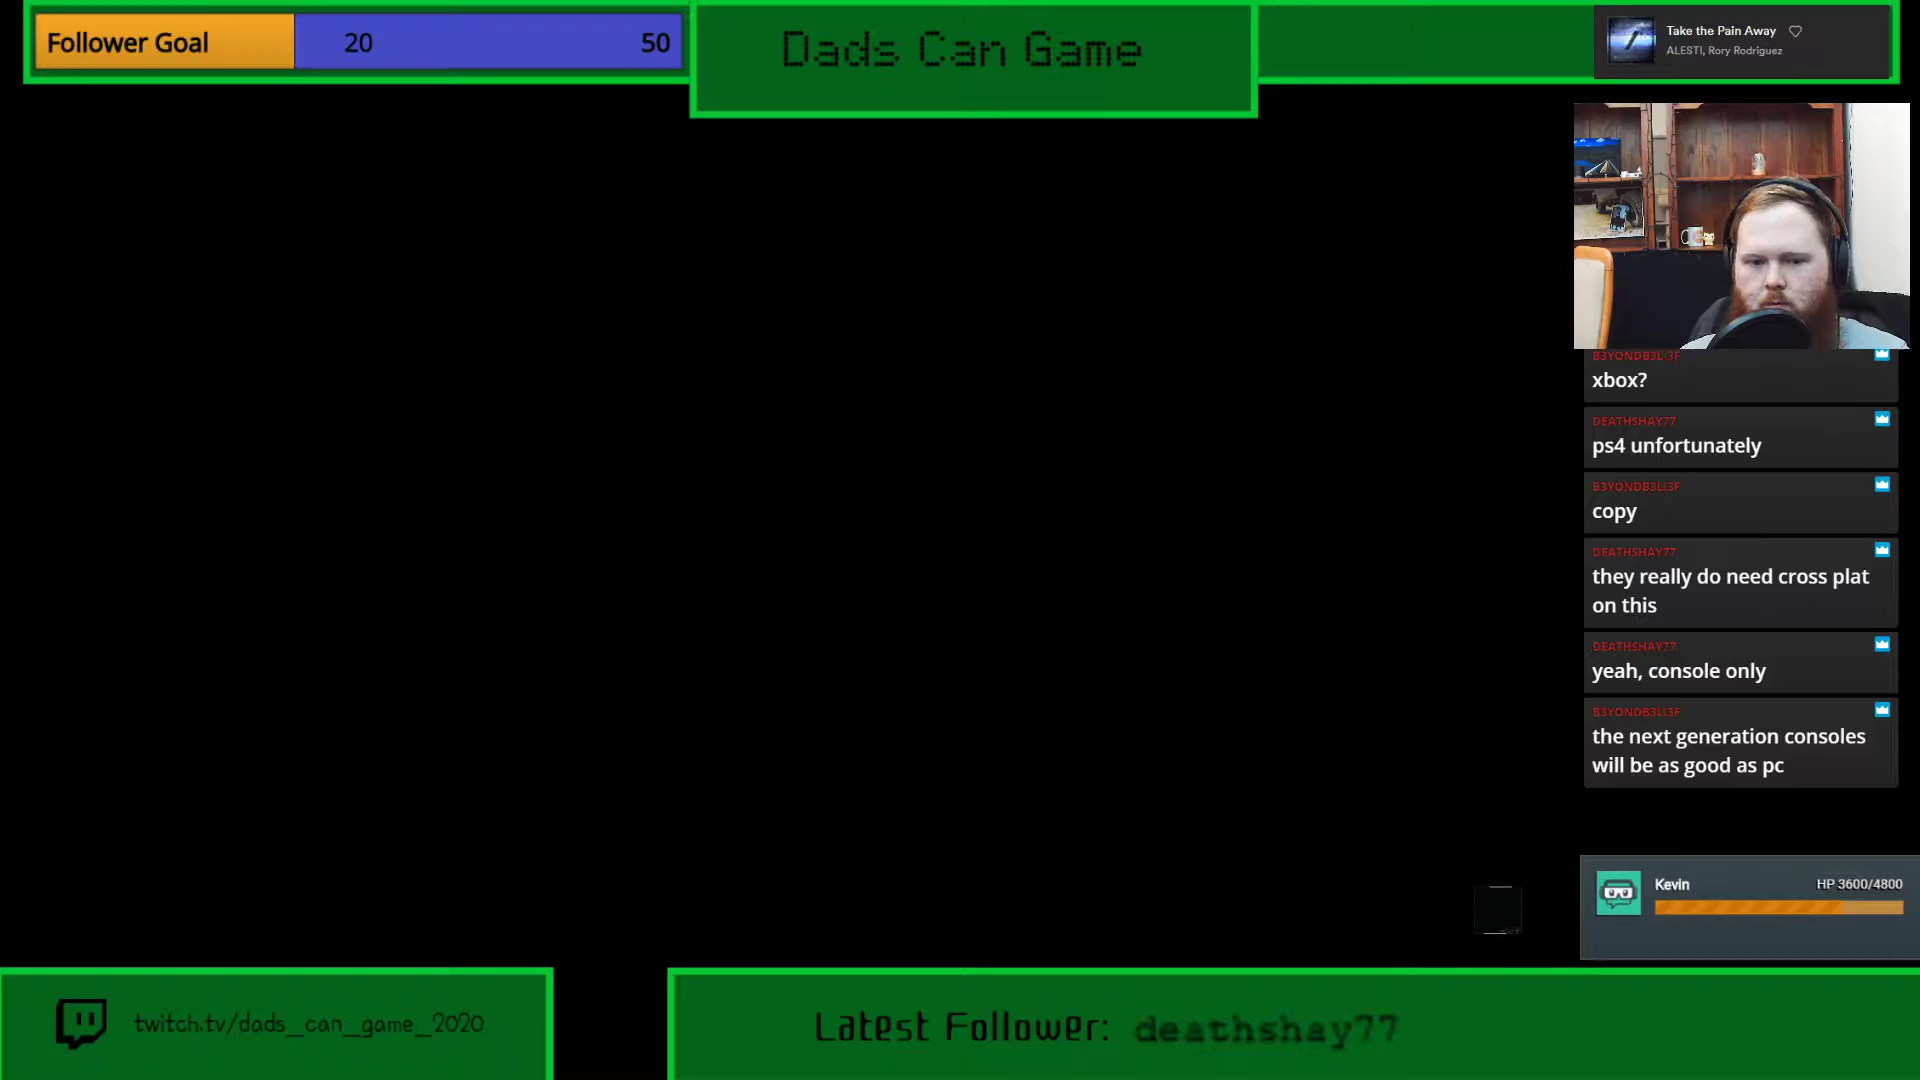 Follower Goal
20
50
Dads Can Game
Take the Pain Away
ALESTI, Rory Rodriguez
B3YONDB3LI3F
xbox?
DEATHSHAY77
ps4 unfortunately
B3YONDB3LI3F
copy
DEATHSHAY77
they really do need cross plat
on this
DEATHSHAY77
yeah, console only
B3YONDB3LI3F
the next generation consoles
will be as good as pc
Kevin
HP 3600/4800
twitch.tv/dads_can_game_2020
Latest Follower: deathshay77